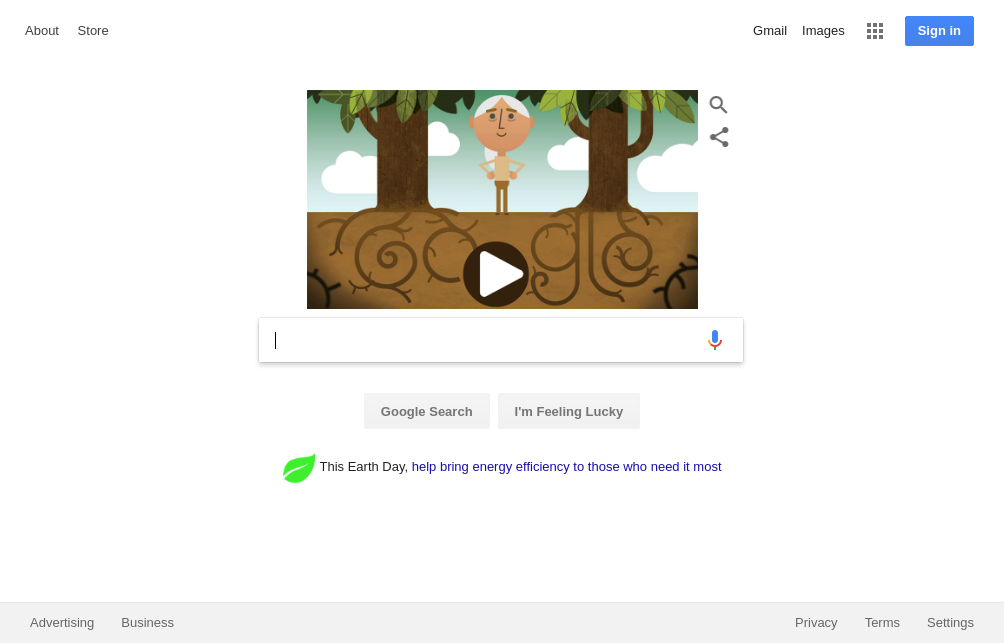 About Store
Gmail Images Sign in
Google
Google Search I'm Feeling Lucky
This Earth Day, help bring energy efficiency to those who need it most
Advertising Business
Privacy Terms Settings